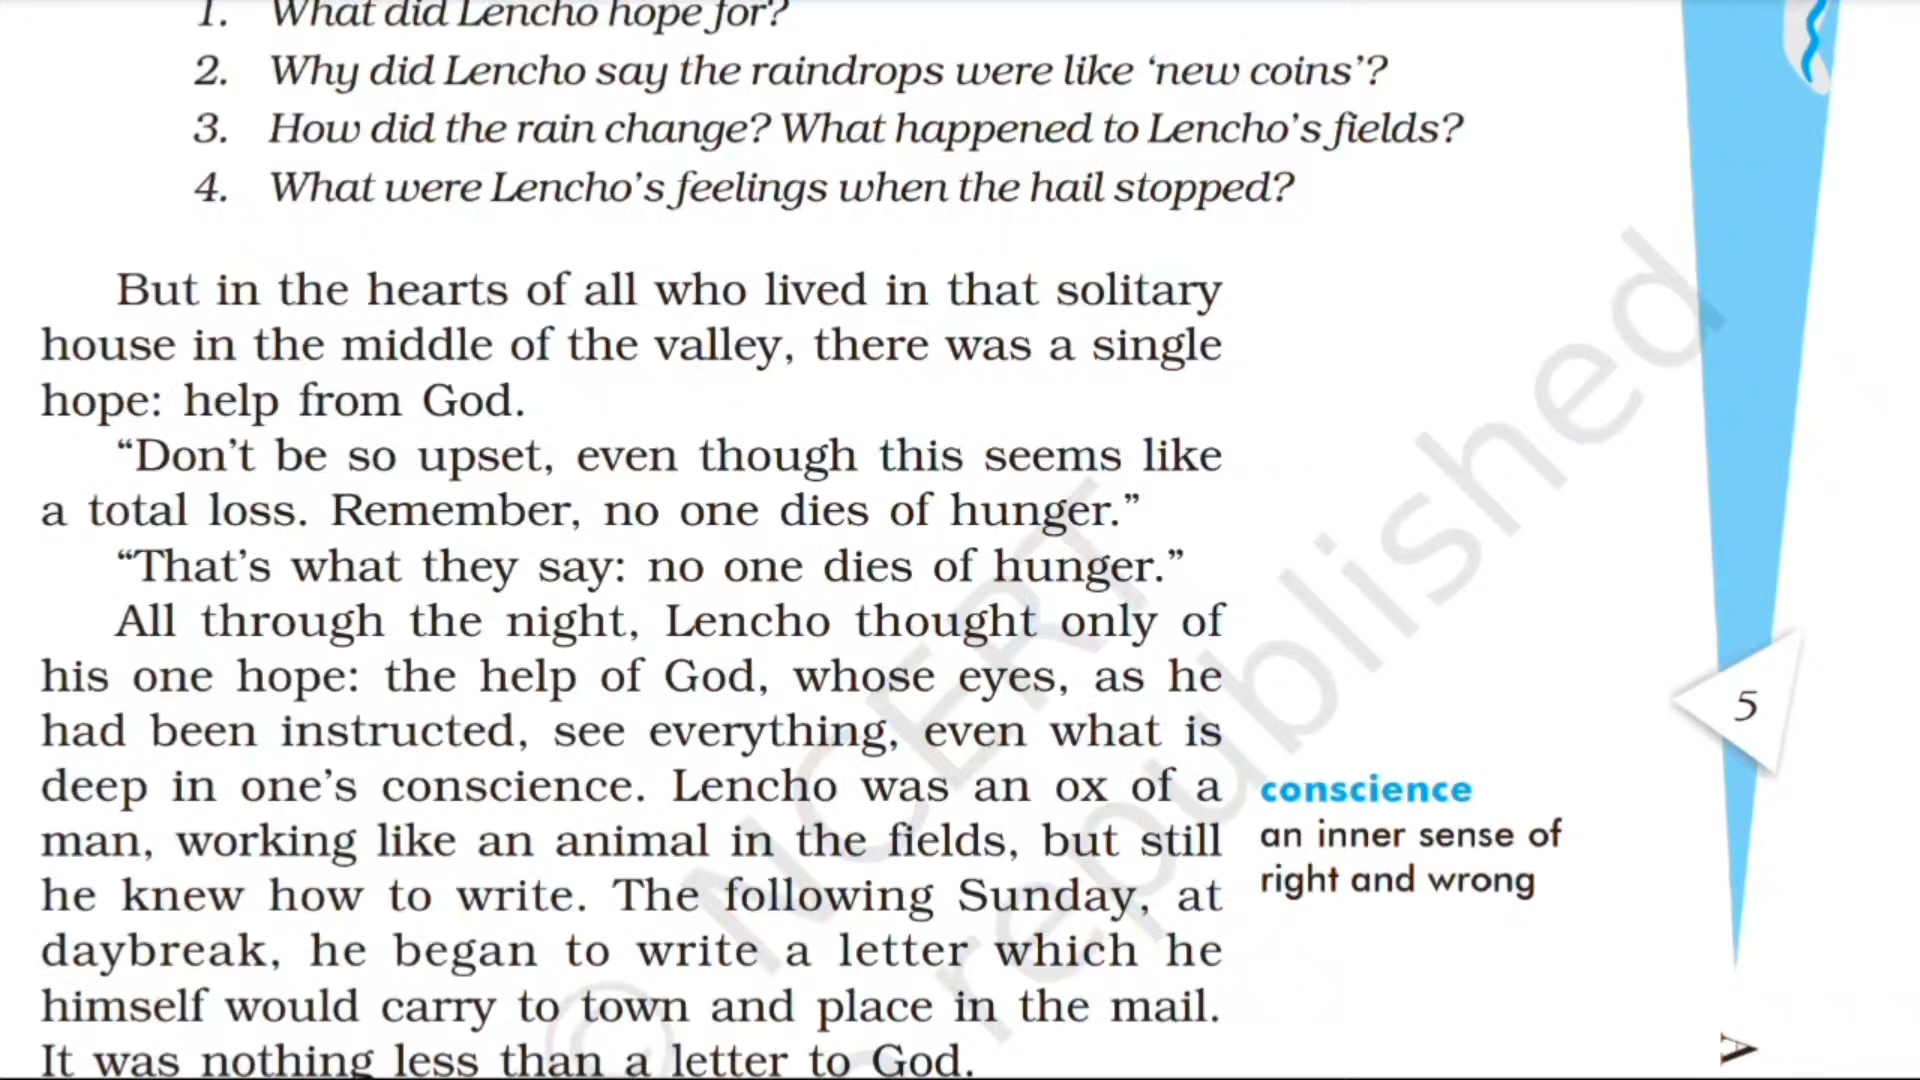 1. What did Lencho hope for?
2. Why did Lencho say the raindrops were like ‘new coins’?
3. How did the rain change? What happened to Lencho’s fields?
4. What were Lencho’s feelings when the hail stopped?
But in the hearts of all who lived in that solitary
house in the middle of the valley, there was a single
hope: help from God.
“Don’t be so upset, even though this seems like
a total loss. Remember, no one dies of hunger.”
“That’s what they say: no one dies of hunger.”
All through the night, Lencho thought only of
his one hope: the help of God, whose eyes, as he
had been instructed, see everything, even what is
deep in one’s conscience. Lencho was an ox of a
man, working like an animal in the fields, but still
he knew how to write. The following Sunday, at
daybreak, he began to write a letter which he
himself would carry to town and place in the mail.
It was nothing less than a letter to God.
conscience
an inner sense of
right and wrong
5
A
© NCERT
republished